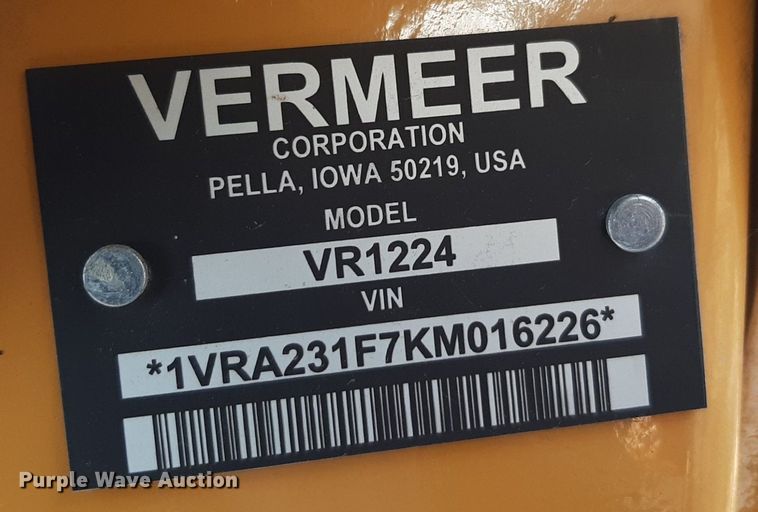 VERMEER
CORPORATION
PELLA, IOWA 50219, USA
MODEL
VR1224
VIN
*1VRA231F7KM016226*
Purple Wave Auction